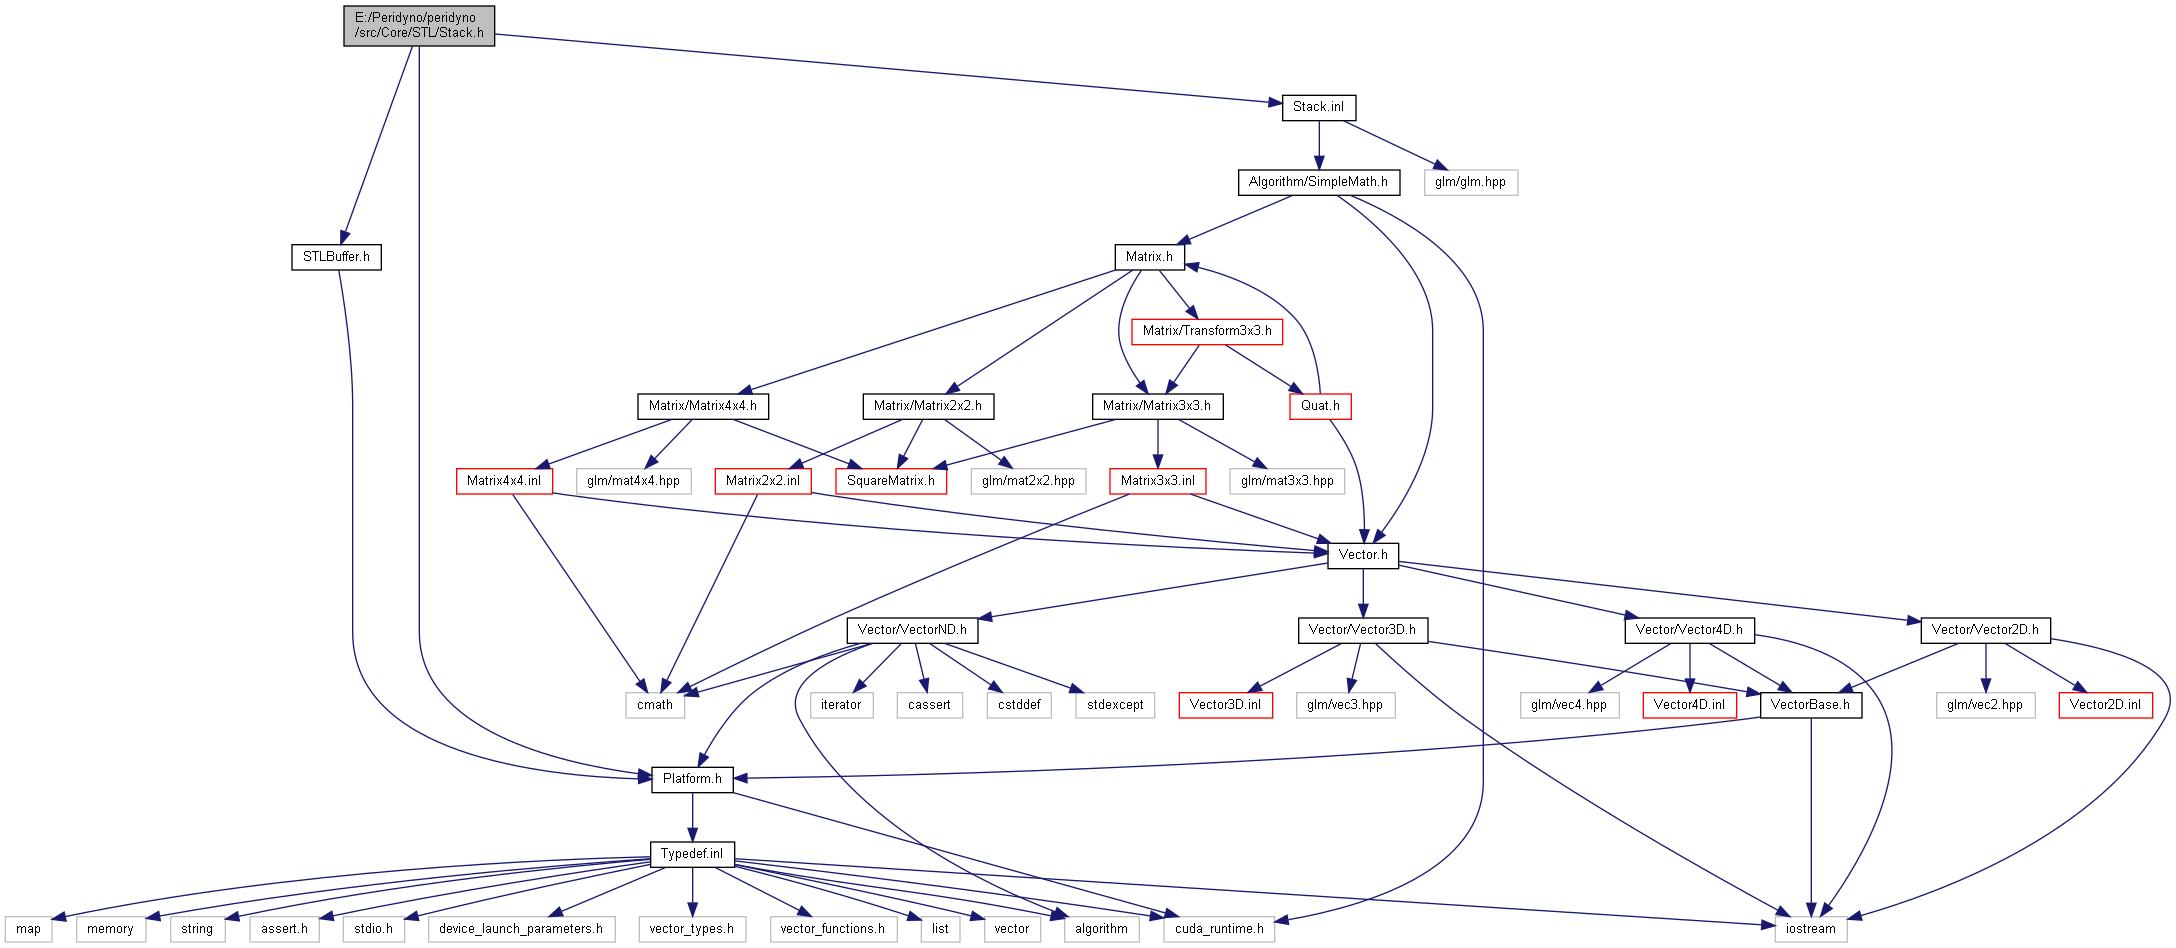 E:/Peridyno/peridyno
/src/Core/STL/Stack.h
Stack.inl
Algorithm/SimpleMath.h
glm/glm.hpp
STLBuffer.h
Matrix.h
Matrix/Transform3x3.h
Matrix/Matrix4x4.h
Matrix/Matrix2x2.h
Matrix/Matrix3x3.h
Quat.h
Matrix4x4.inl
glm/mat4x4.hpp
Matrix2x2.inl
SquareMatrix.h
glm/mat2x2.hpp
Matrix3x3.inl
glm/mat3x3.hpp
Vector.h
Vector/VectorND.h
Vector/Vector3D.h
Vector/Vector4D.h
Vector/Vector2D.h
cmath
iterator
cassert
cstddef
stdexcept
Vector3D.inl
glm/vec3.hpp
glm/vec4.hpp
Vector4D.inl
VectorBase.h
glm/vec2.hpp
Vector2D.inl
Platform.h
Typedef.inl
map
memory
string
assert.h
stdio.h
device_launch_parameters.h
vector_types.h
vector_functions.h
list
vector
algorithm
cuda_runtime.h
iostream